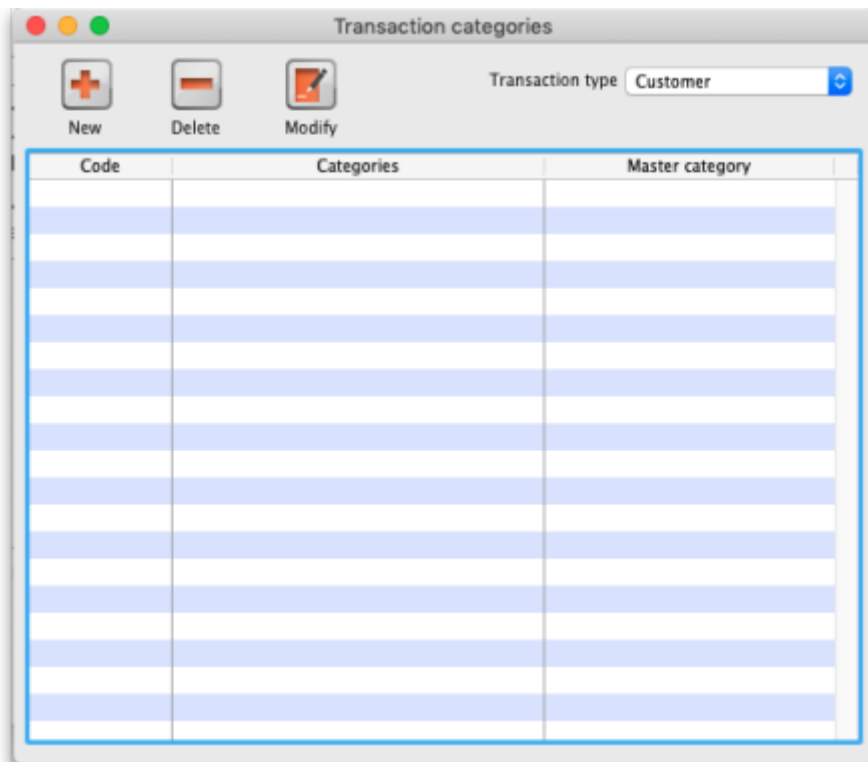 Transaction categories
Transaction type Customer
New Delete Modify
Code Categories Master category